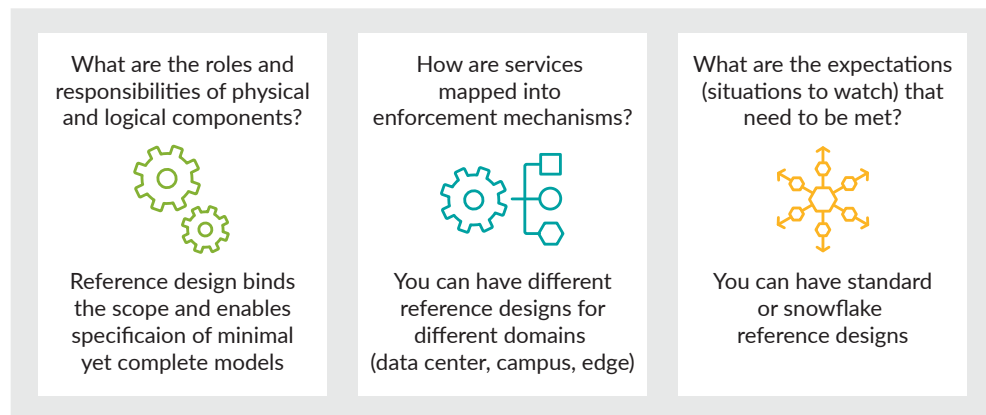 What are the roles and
responsibilities of physical
and logical components?
Reference design binds
the scope and enables
specificaion of minimal
yet complete models
How are services
mapped into
enforcement mechanisms?
You can have different
reference designs for
different domains
(data center, campus, edge)
What are the expectations
(situations to watch) that
need to be met?
You can have standard
or snowflake
reference designs